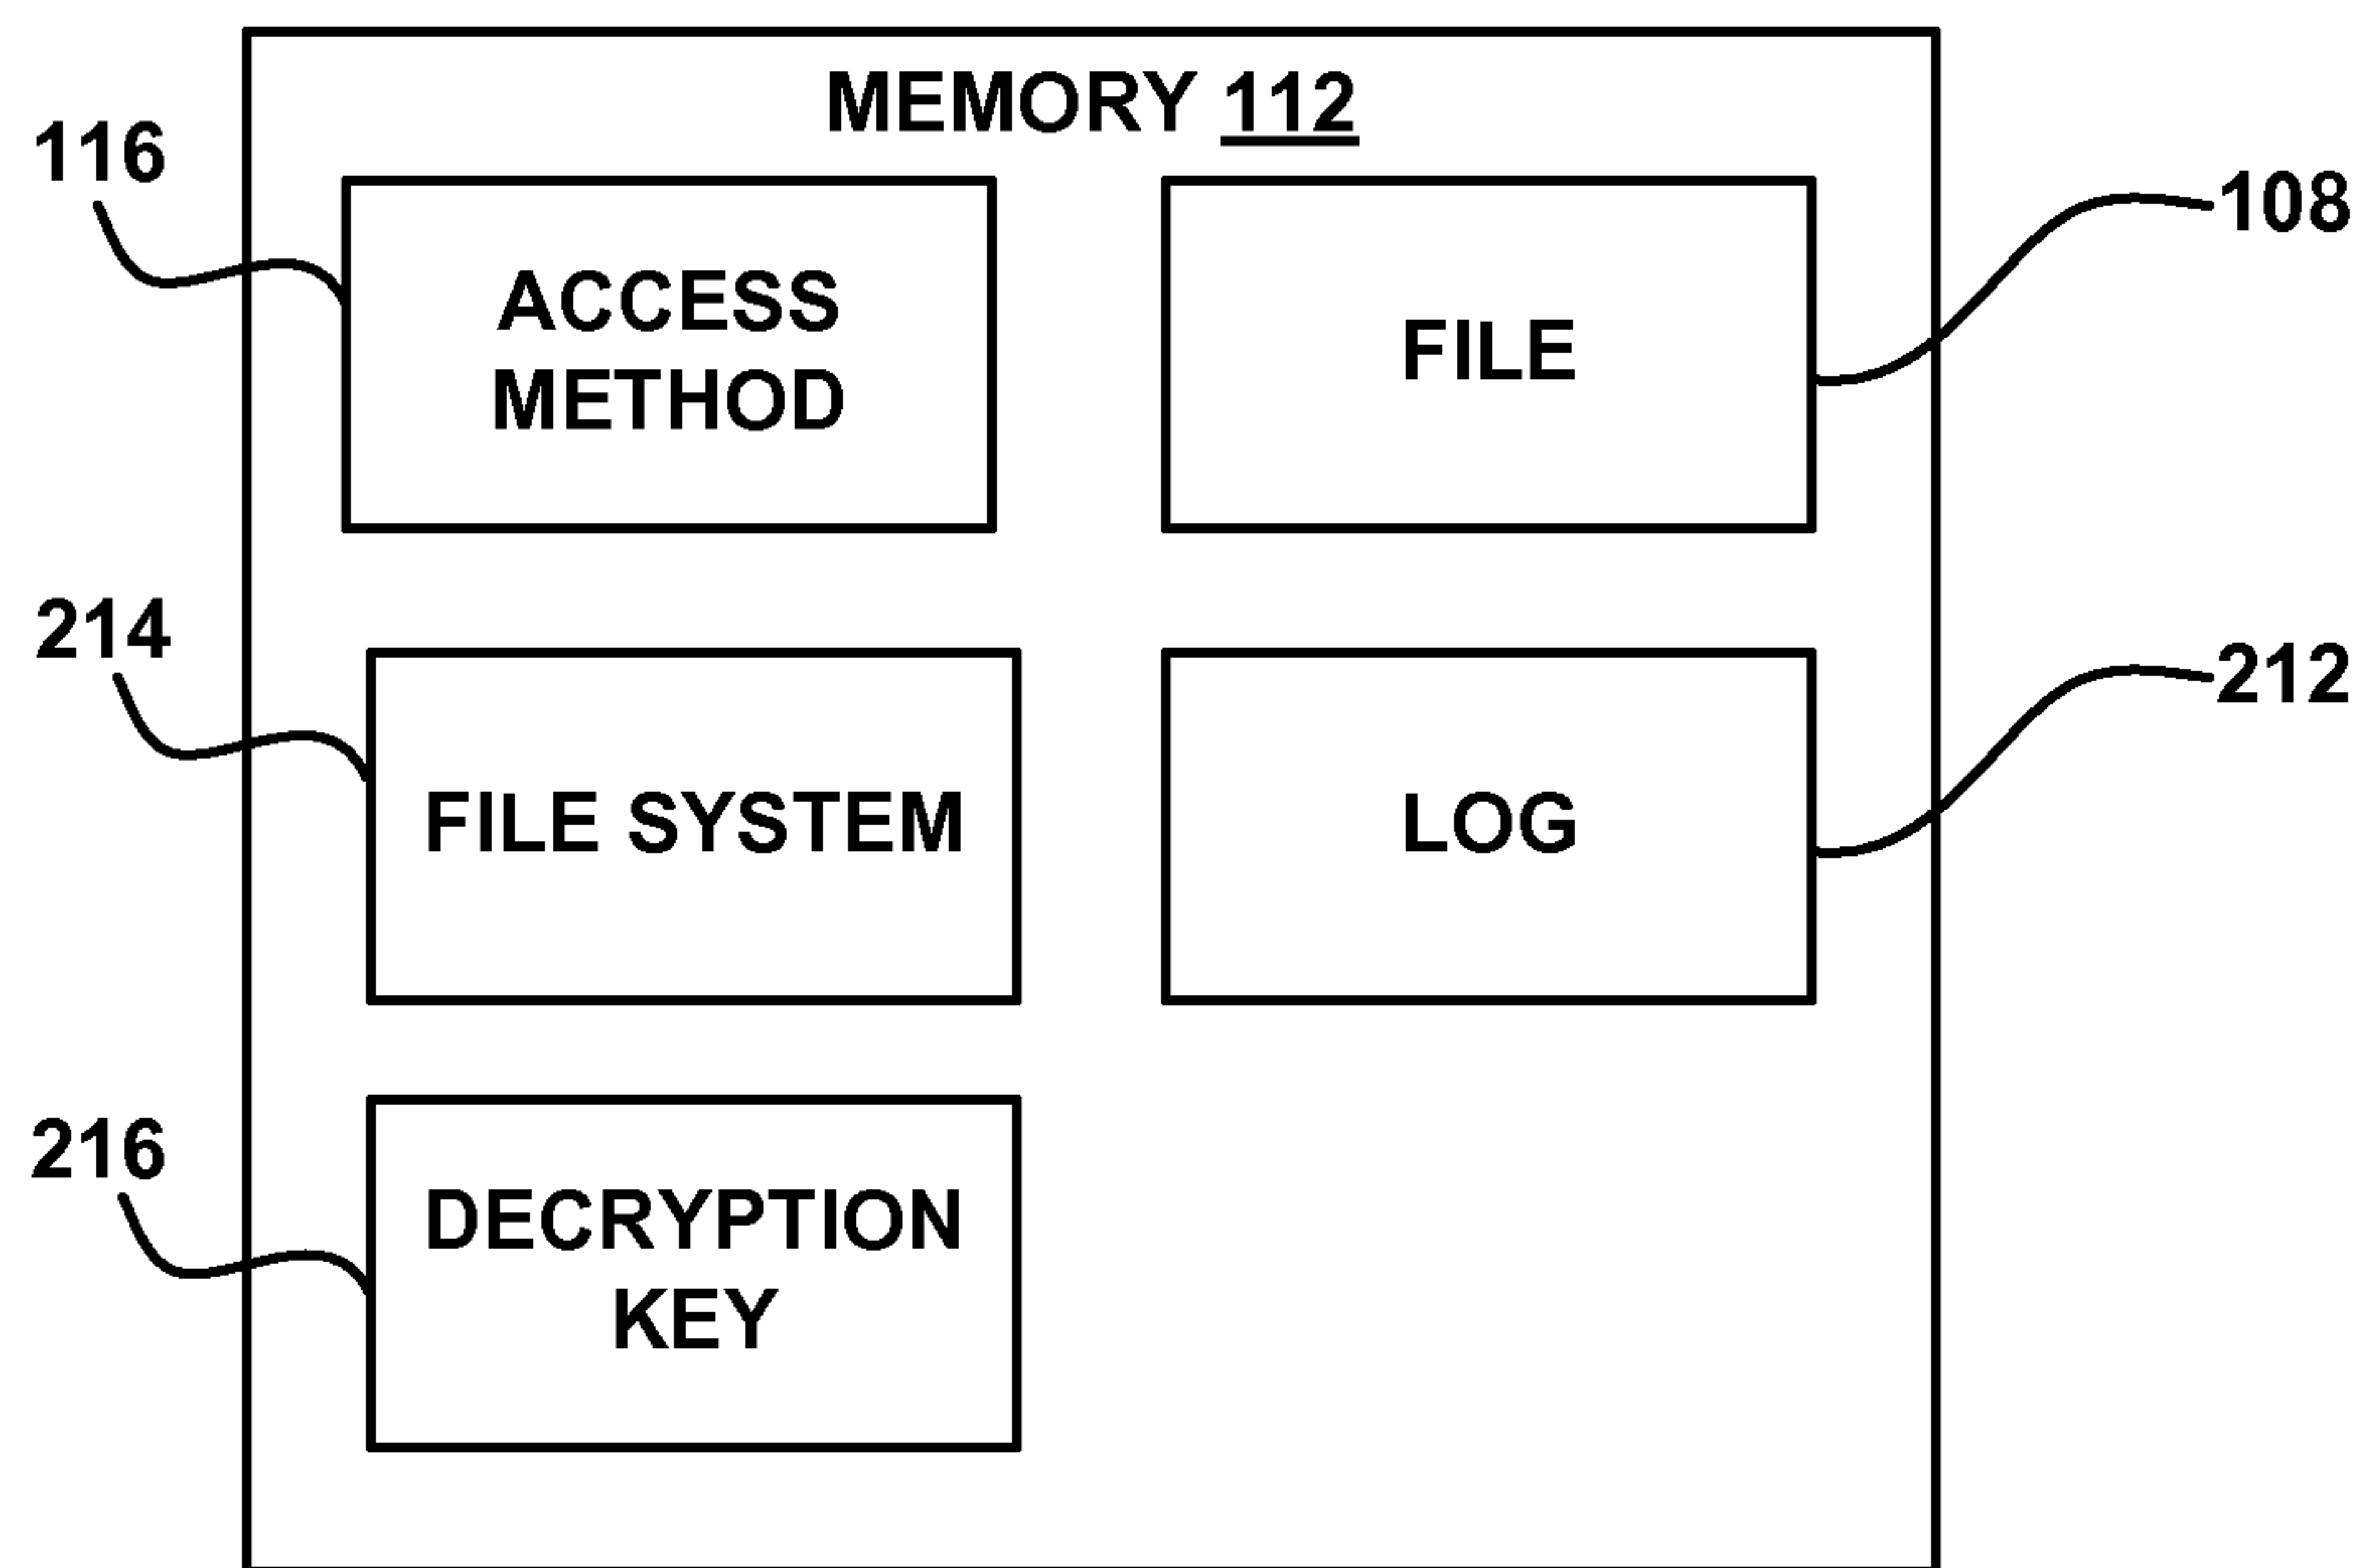 MEMORY 112
116
ACCESS
METHOD
FILE
108
214
FILE SYSTEM
LOG
212
216
DECRYPTION
KEY